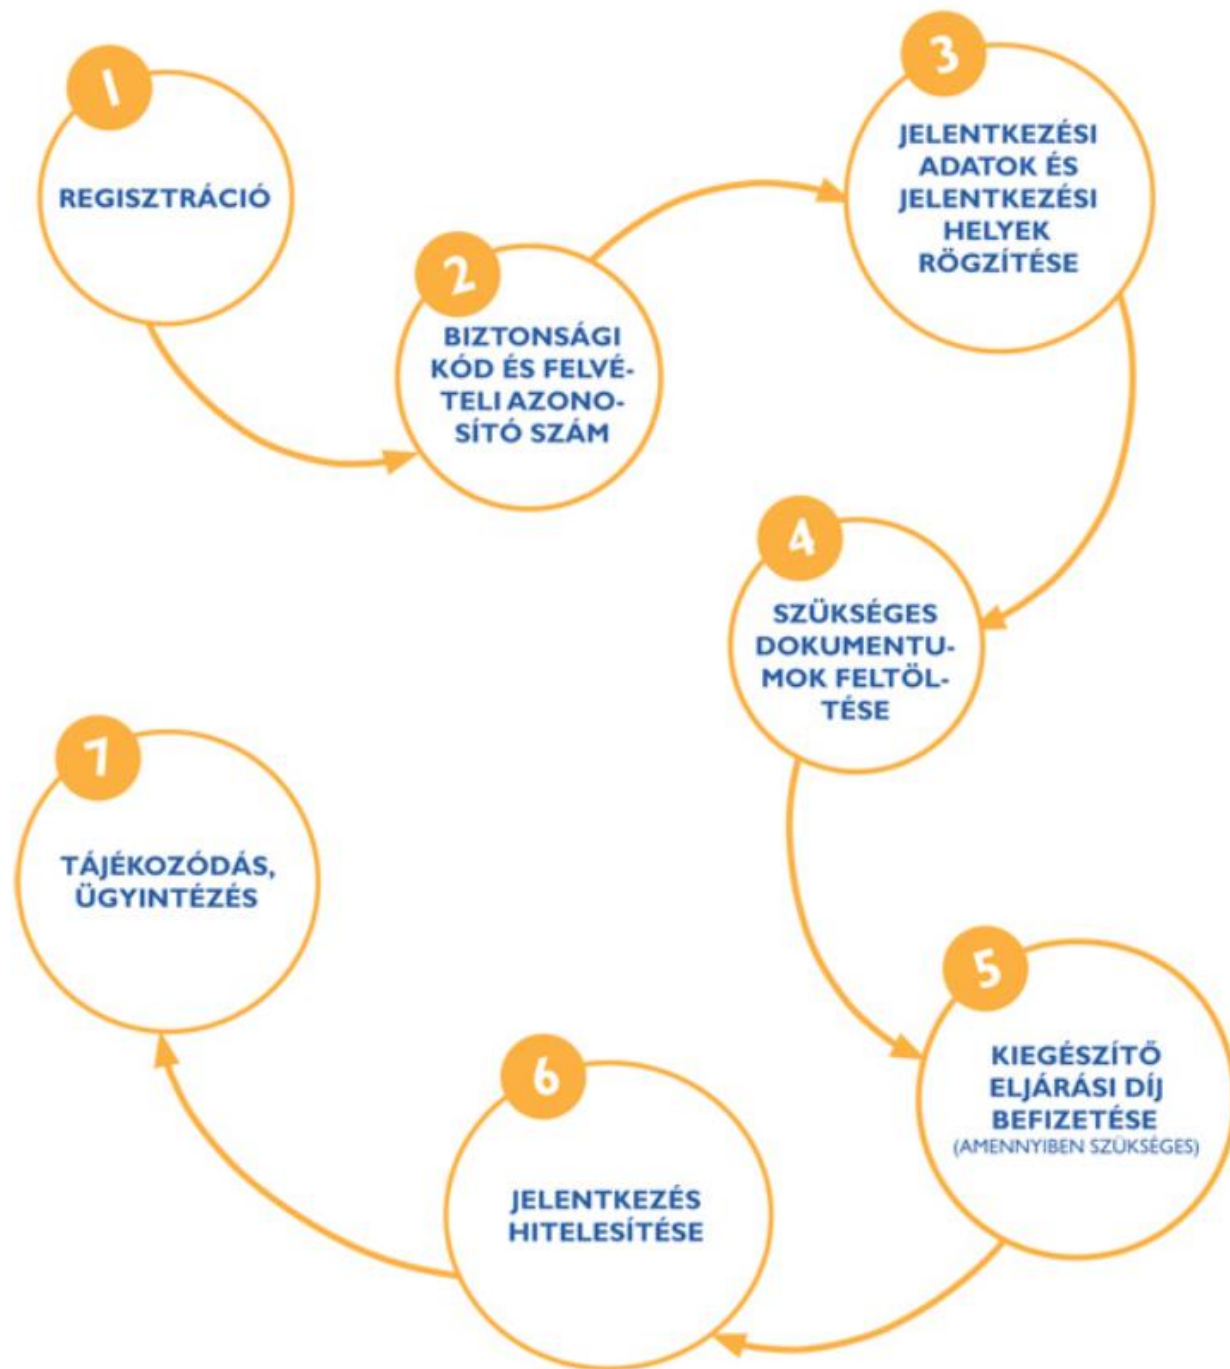 1
REGISZTRÁCIÓ
2
BIZTONSÁGI
KÓD ÉS FELVÉ-
TELI AZONO-
SÍTÓ SZÁM
3
JELENTKEZÉSI
ADATOK ÉS
JELENTKEZÉSI
HELYEK
RÖGZÍTÉSE
4
SZÜKSÉGES
DOKUMENTU-
MOK FELTÖL-
TÉSE
5
KIEGÉSZÍTŐ
ELJÁRÁSI DÍJ
BEFIZETÉSE
(AMENNYIBEN SZÜKSÉGES)
6
JELENTKEZÉS
HITELESÍTÉSE
7
TÁJÉKOZÓDÁS,
ÜGYINTÉZÉS